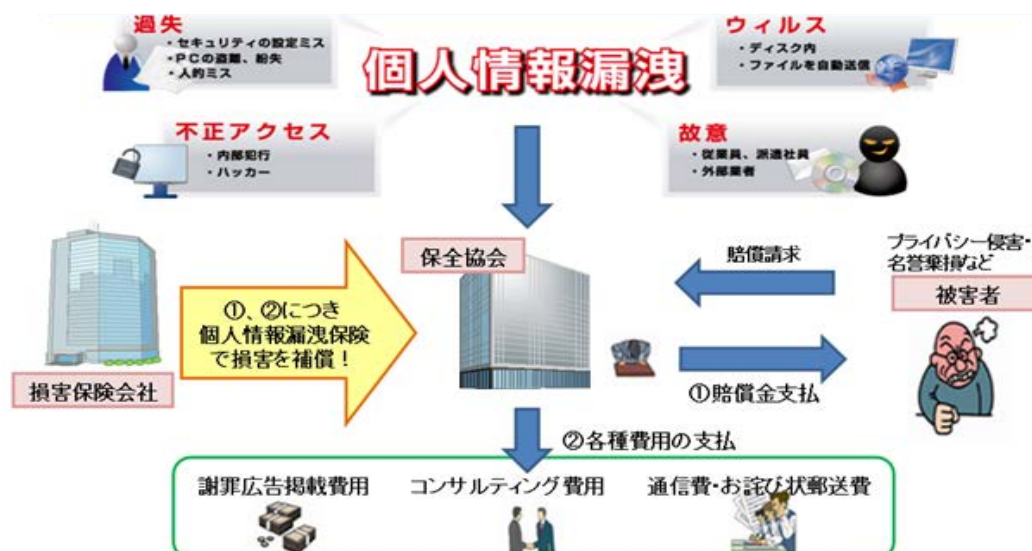 過失
・セキュリティの設定ミス
・PCの盗難、紛失
・人的ミス
個人情報漏洩
ウィルス
・ディスク内
・ファイルを自動送信
不正アクセス
・内部犯行
・ハッカー
故意
・従業員、派遣社員
・外部業者
損害保険会社
①、②につき
個人情報漏洩保険
で損害を補償！
保全協会
賠償請求
プライバシー侵害・
名誉棄損など
被害者
①賠償金支払
②各種費用の支払
謝罪広告掲載費用
コンサルティング費用
通信費・お詫び状郵送費